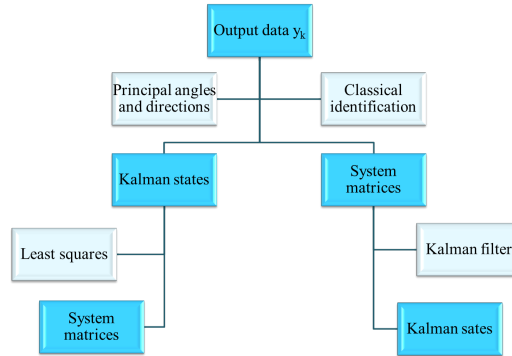 Output data yk
Principal angles
and directions
Classical
identification
Kalman states
System
matrices
Least squares
Kalman filter
System
matrices
Kalman sates